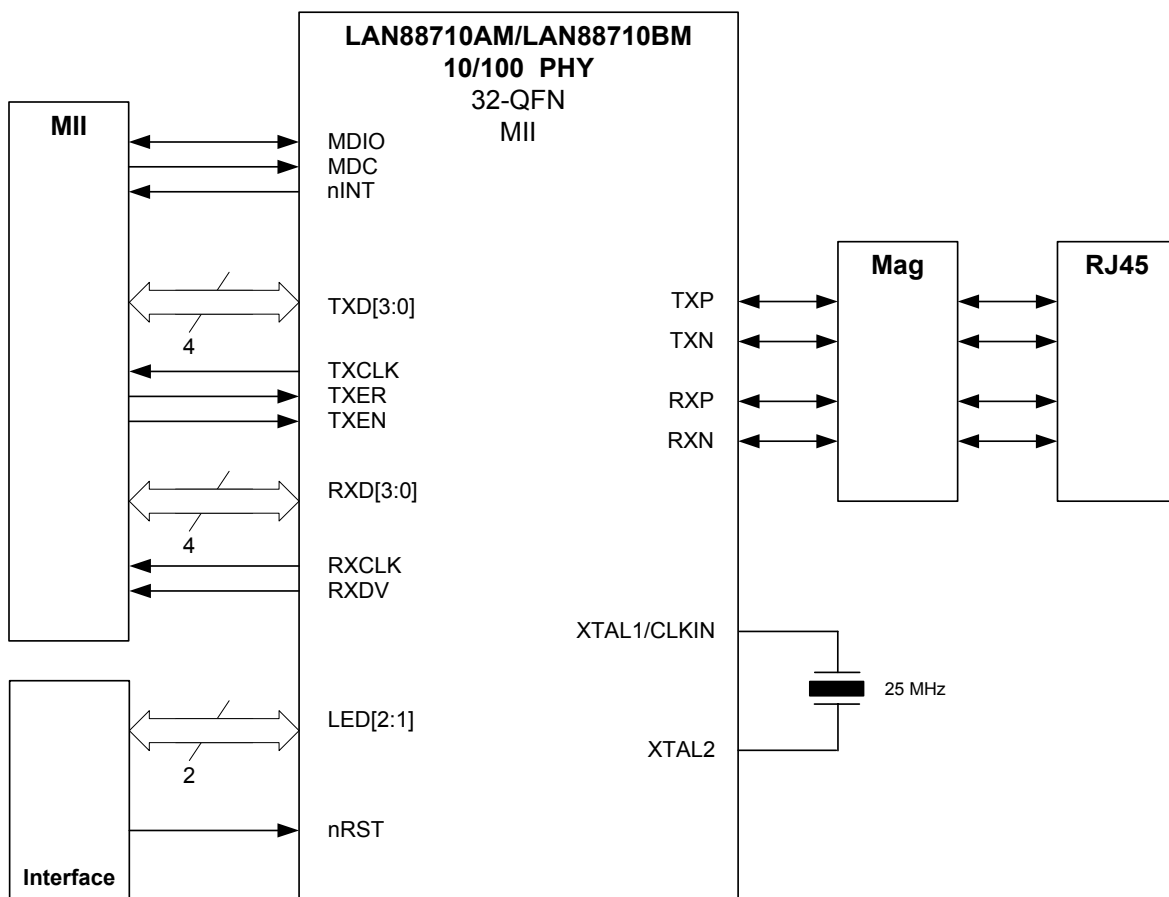 LAN88710AM/LAN88710BM
10/100 PHY
32-QFN
MII
MII
MDIO
MDC
nINT
TXD[3:0]
4
TXCLK
TXER
TXEN
RXD[3:0]
4
RXCLK
RXDV
TXP
TXN
RXP
RXN
Mag
RJ45
XTAL1/CLKIN
25 MHz
XTAL2
LED[2:1]
2
nRST
Interface